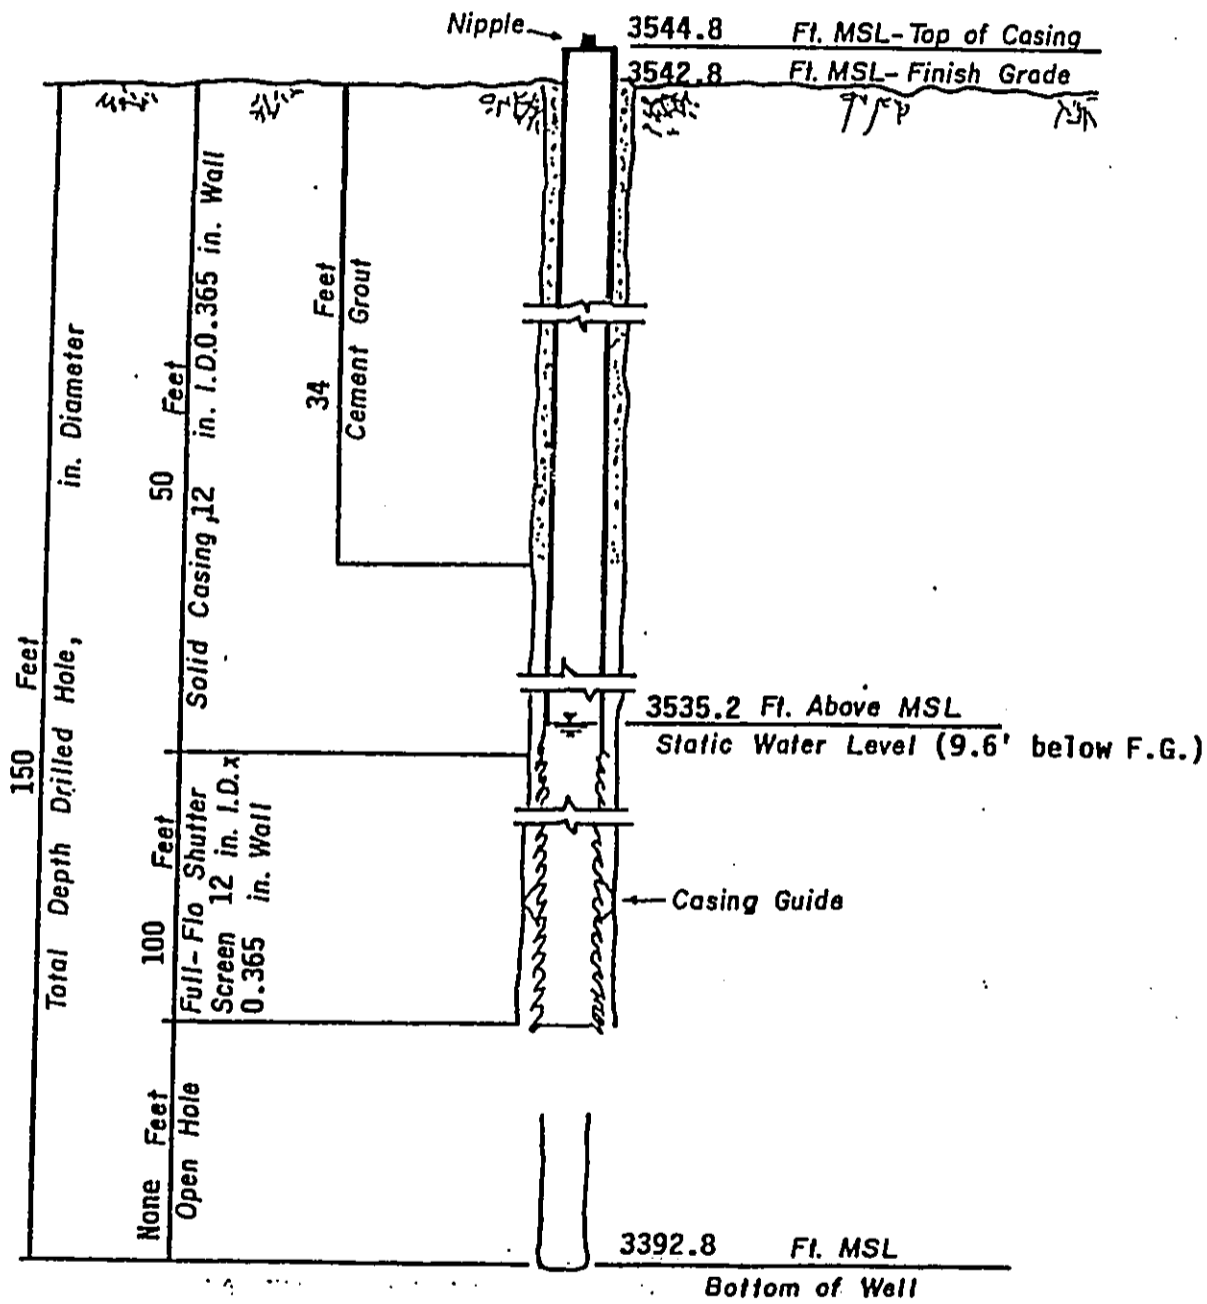 Nipple
3544.8 Ft. MSL-Top of Casing
3542.8 Ft. MSL-Finish Grade
150 Feet
Total Depth Drilled Hole, in. Diameter
50 Feet
Solid Casing,12 in. I.D.0.365 in. Wall
34 Feet
Cement Grout
3535.2 Ft. Above MSL
Static Water Level (9.6' below F.G.)
100 Feet
Full-Flo Shutter
Screen 12 in. I.D.x
0.365 in. Wall
Casing Guide
None Feet
Open Hole
3392.8 Ft. MSL
Bottom of Well